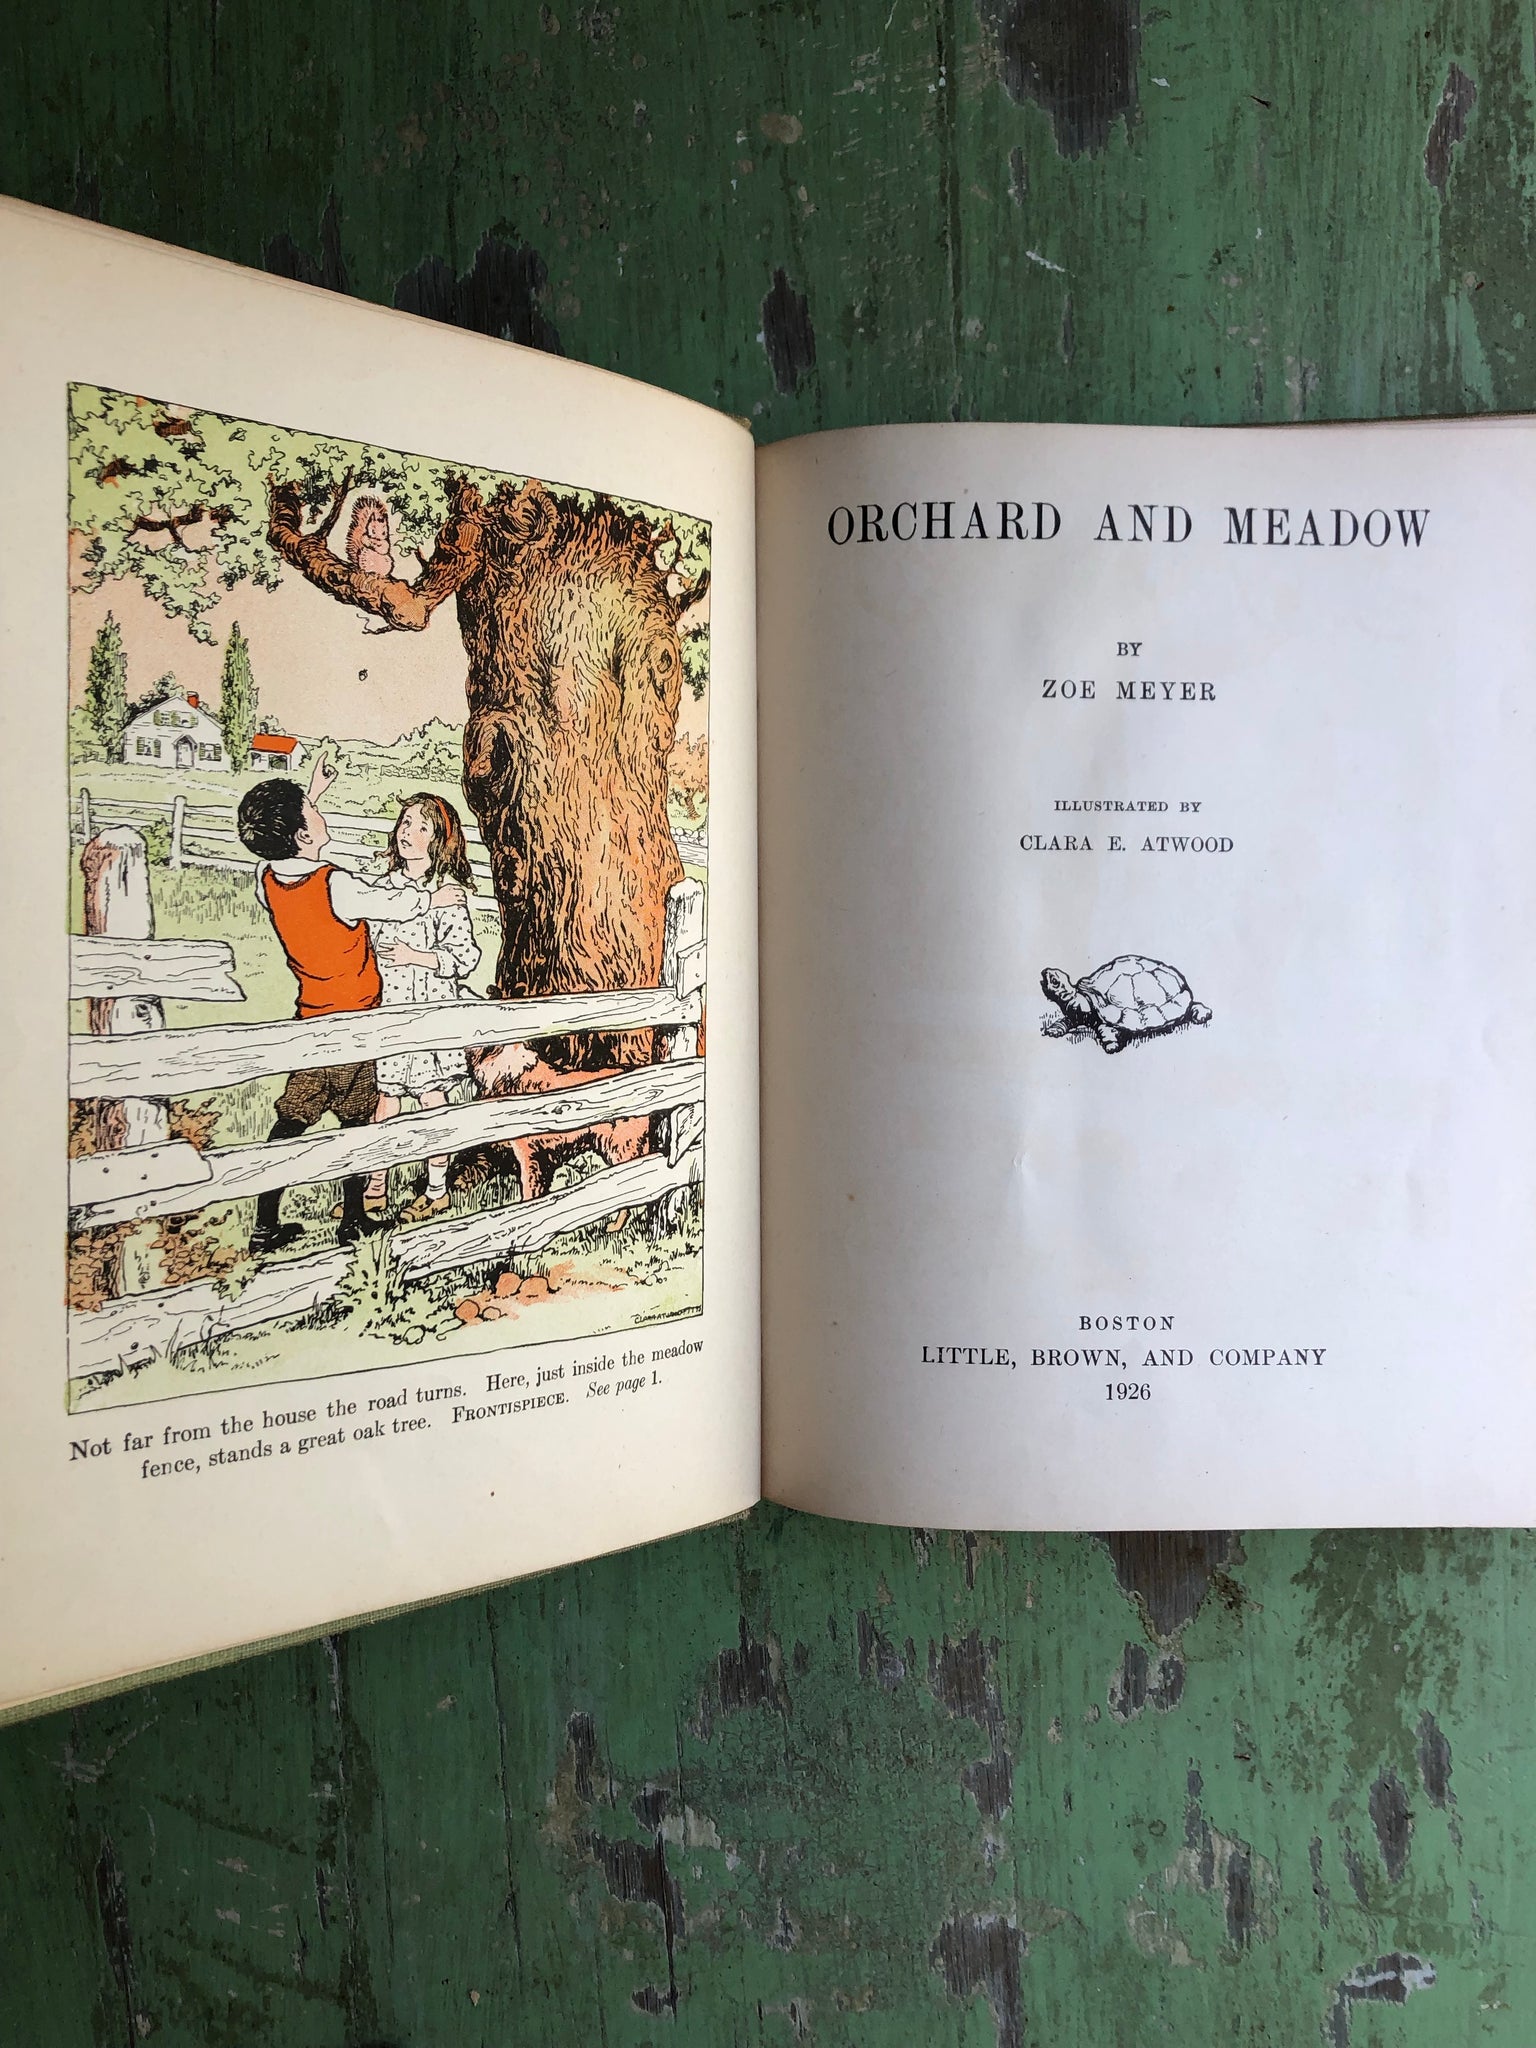 Not far from the house the road turns. Here, just inside the meadow
fence, stands a great oak tree. FRONTISPIECE. See page 1.
ORCHARD AND MEADOW
BY
ZOE MEYER
ILLUSTRATED BY
CLARA E. ATWOOD
BOSTON
LITTLE, BROWN, AND COMPANY
1926